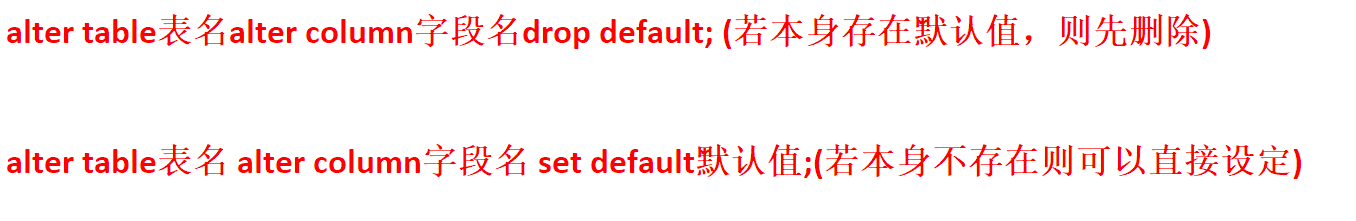 alter table表名alter column字段名drop default; (若本身存在默认值，则先删除)
alter table表名 alter column字段名 set default默认值;(若本身不存在则可以直接设定)